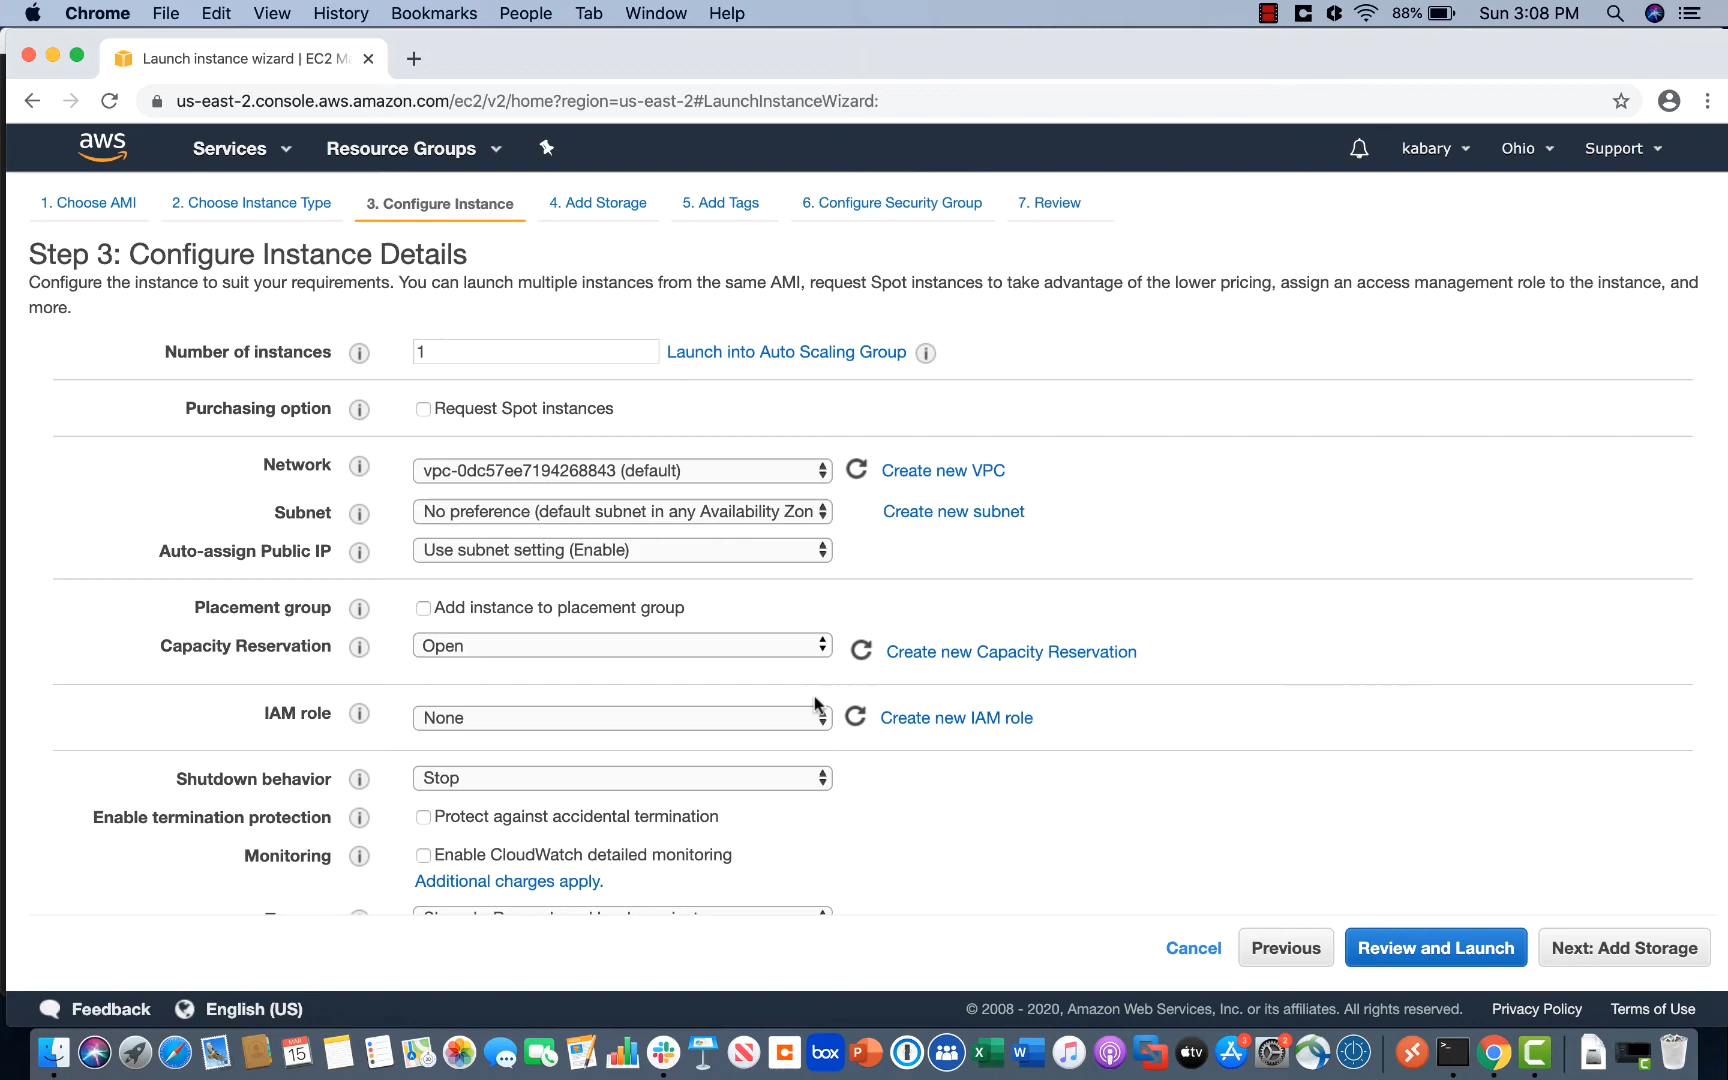 Chrome File Edit View History Bookmarks People Tab Window Help 88% Sun 3:08 PM
Launch instance wizard | EC2 Ma
us-east-2.console.aws.amazon.com/ec2/v2/home?region=us-east-2#LaunchInstanceWizard:
aws Services Resource Groups kabary Ohio Support
1. Choose AMI 2. Choose Instance Type 3. Configure Instance 4. Add Storage 5. Add Tags 6. Configure Security Group 7. Review
Step 3: Configure Instance Details
Configure the instance to suit your requirements. You can launch multiple instances from the same AMI, request Spot instances to take advantage of the lower pricing, assign an access management role to the instance, and
more.
Number of instances 1 Launch into Auto Scaling Group
Purchasing option Request Spot instances
Network vpc-0dc57ee7194268843 (default) Create new VPC
Subnet No preference (default subnet in any Availability Zon Create new subnet
Auto-assign Public IP Use subnet setting (Enable)
Placement group Add instance to placement group
Capacity Reservation Open Create new Capacity Reservation
IAM role None Create new IAM role
Shutdown behavior Stop
Enable termination protection Protect against accidental termination
Monitoring Enable CloudWatch detailed monitoring
Additional charges apply.
Cancel Previous Review and Launch Next: Add Storage
Feedback English (US) © 2008 - 2020, Amazon Web Services, Inc. or its affiliates. All rights reserved. Privacy Policy Terms of Use
MAR 15 box tv 3 2